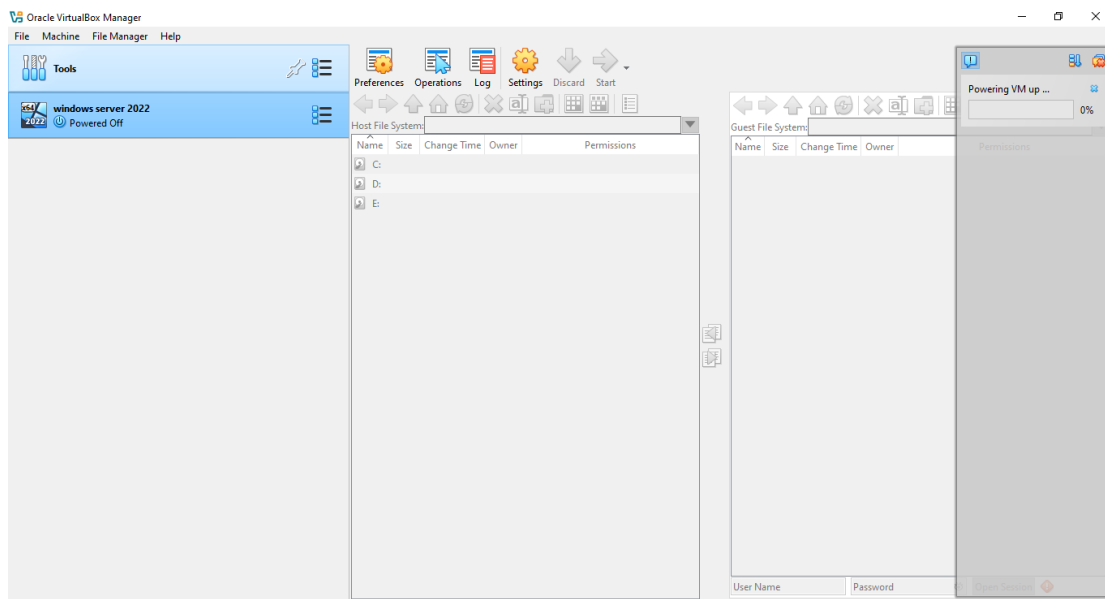 Oracle VirtualBox Manager
File Machine File Manager Help
Tools
Preferences Operations Log Settings Discard Start
windows server 2022
Powered Off
x64
2022
Host File System:
Name Size Change Time Owner Permissions
C:
D:
E:
Guest File System:
Name Size Change Time Owner Permissions
Powering VM up ...
0%
User Name Password Open Session